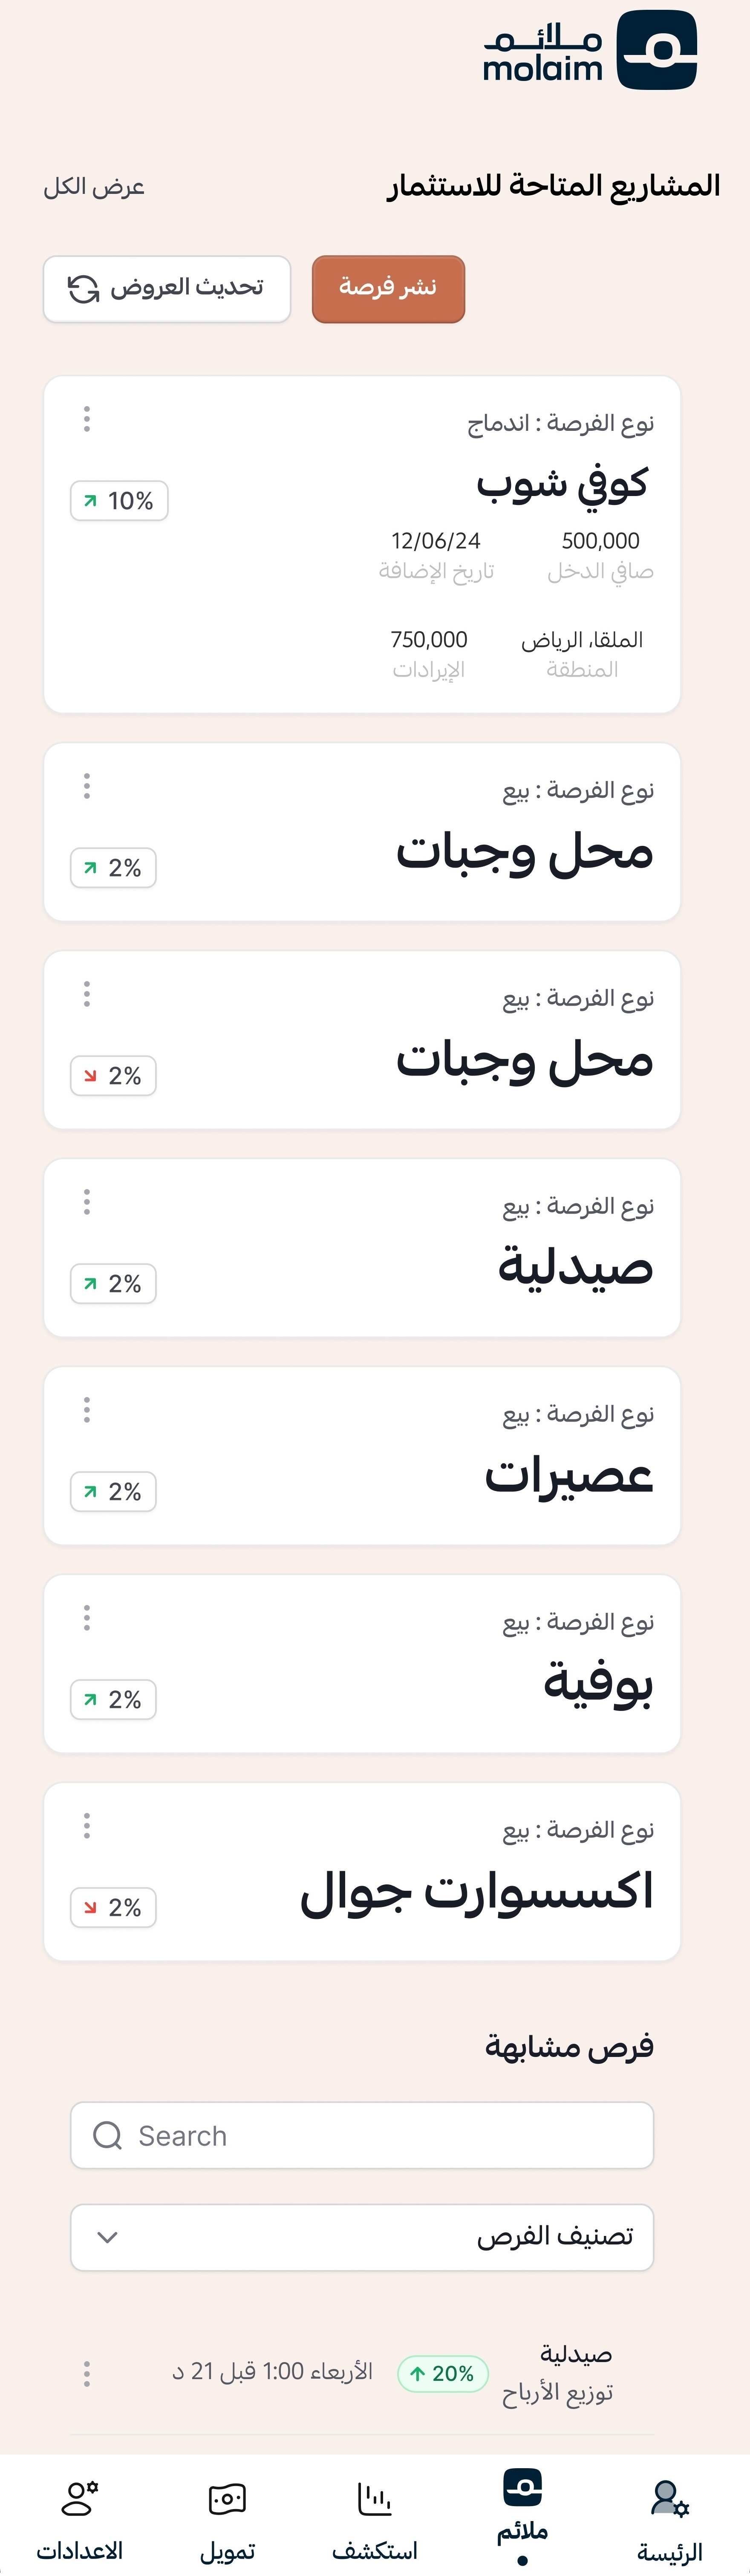 ملائم
molaim
المشاريع المتاحة للاستثمار
عرض الكل
نشر فرصة
تحديث العروض
نوع الفرصة : اندماج
كوفي شوب
10%
500,000 12/06/24
صافي الدخل تاريخ الإضافة
الملقا، الرياض 750,000
المنطقة الإيرادات
نوع الفرصة : بيع
محل وجبات
2%
نوع الفرصة : بيع
محل وجبات
2%
نوع الفرصة : بيع
صيدلية
2%
نوع الفرصة : بيع
عصيرات
2%
نوع الفرصة : بيع
بوفية
2%
نوع الفرصة : بيع
اكسسوارت جوال
2%
فرص مشابهة
Search
تصنيف الفرص
صيدلية
توزيع الأرباح
20%
الأربعاء 1:00 قبل 21 د
الرئيسة
ملائم
استكشف
تمويل
الاعدادات